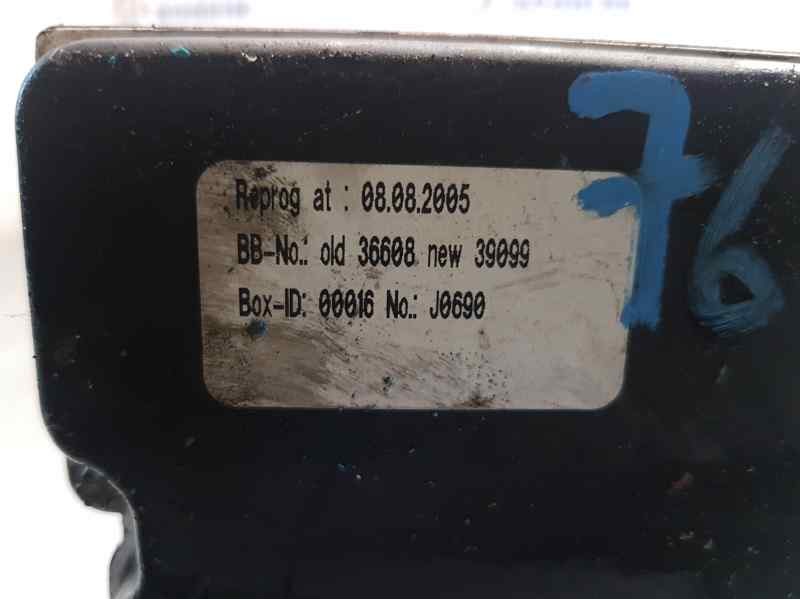 Reprog at : 08.08.2005
BB-No.: old 36608 new 39099
Box-ID: 00016 No.: J0690
76